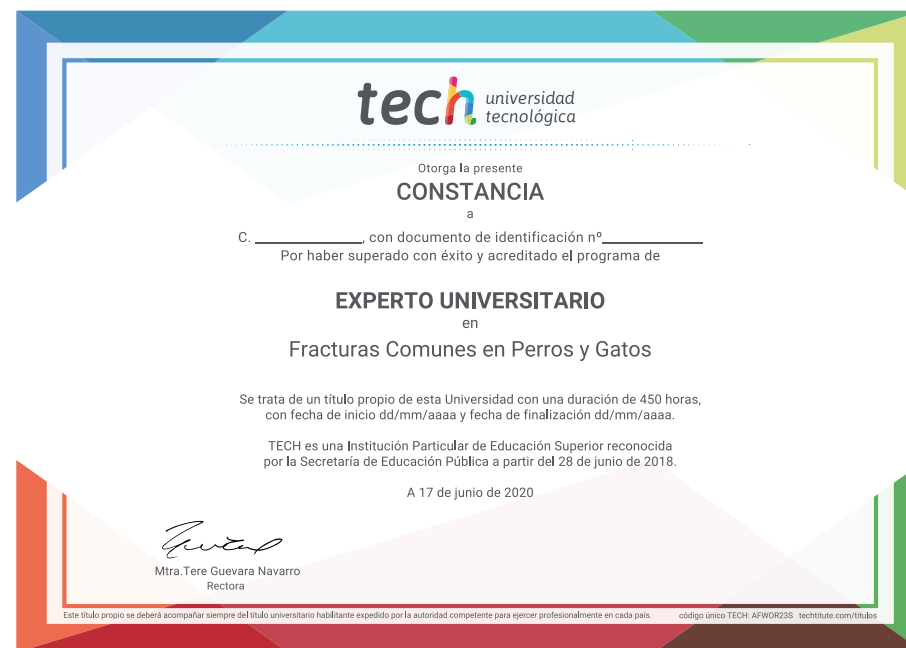 tech universidad
tecnológica
Otorga la presente
CONSTANCIA
a
C. ____________, con documento de identificación nº____________
Por haber superado con éxito y acreditado el programa de
EXPERTO UNIVERSITARIO
en
Fracturas Comunes en Perros y Gatos
Se trata de un título propio de esta Universidad con una duración de 450 horas,
con fecha de inicio dd/mm/aaaa y fecha de finalización dd/mm/aaaa.
TECH es una Institución Particular de Educación Superior reconocida
por la Secretaría de Educación Pública a partir del 28 de junio de 2018.
A 17 de junio de 2020
Mtra.Tere Guevara Navarro
Rectora
Este título propio se deberá acompañar siempre del título universitario habilitante expedido por la autoridad competente para ejercer profesionalmente en cada país. código único TECH: AFWOR23S techtitute.com/títulos